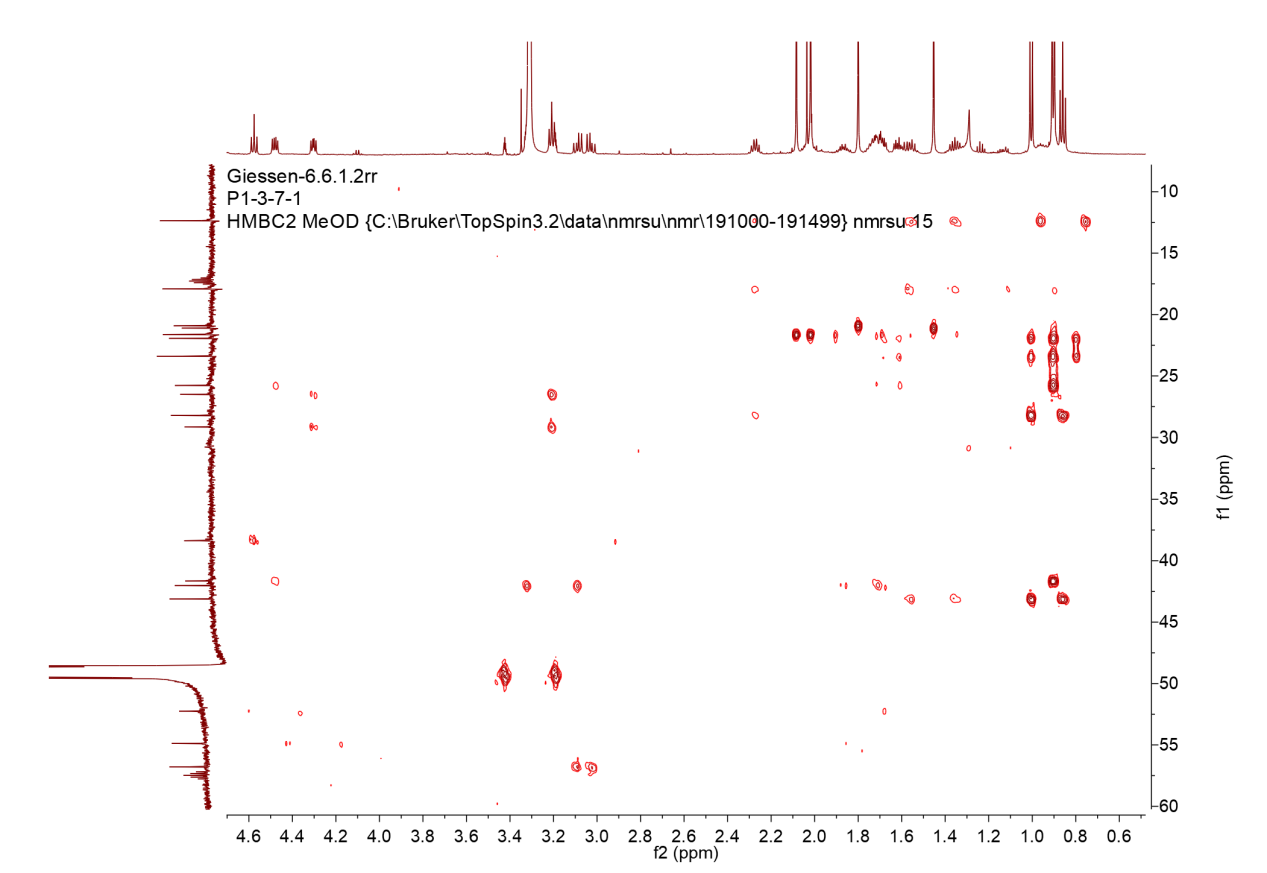 Giessen-6.6.1.2rr
P1-3-7-1
HMBC2 MeOD {C:\Bruker\TopSpin3.2\data\nmrsu\nmr\191000-191499} nmrsu 15
10
15
20
25
30
35
40
45
50
55
60
f1 (ppm)
4.6 4.4 4.2 4.0 3.8 3.6 3.4 3.2 3.0 2.8 2.6 2.4 2.2 2.0 1.8 1.6 1.4 1.2 1.0 0.8 0.6
f2 (ppm)